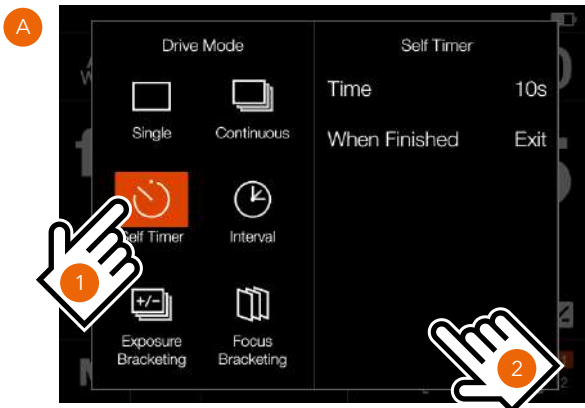 A
Drive Mode
Self Timer
Time 10s
Single Continuous
When Finished Exit
Self Timer Interval
1
+/-
Exposure Bracketing
Focus Bracketing
2